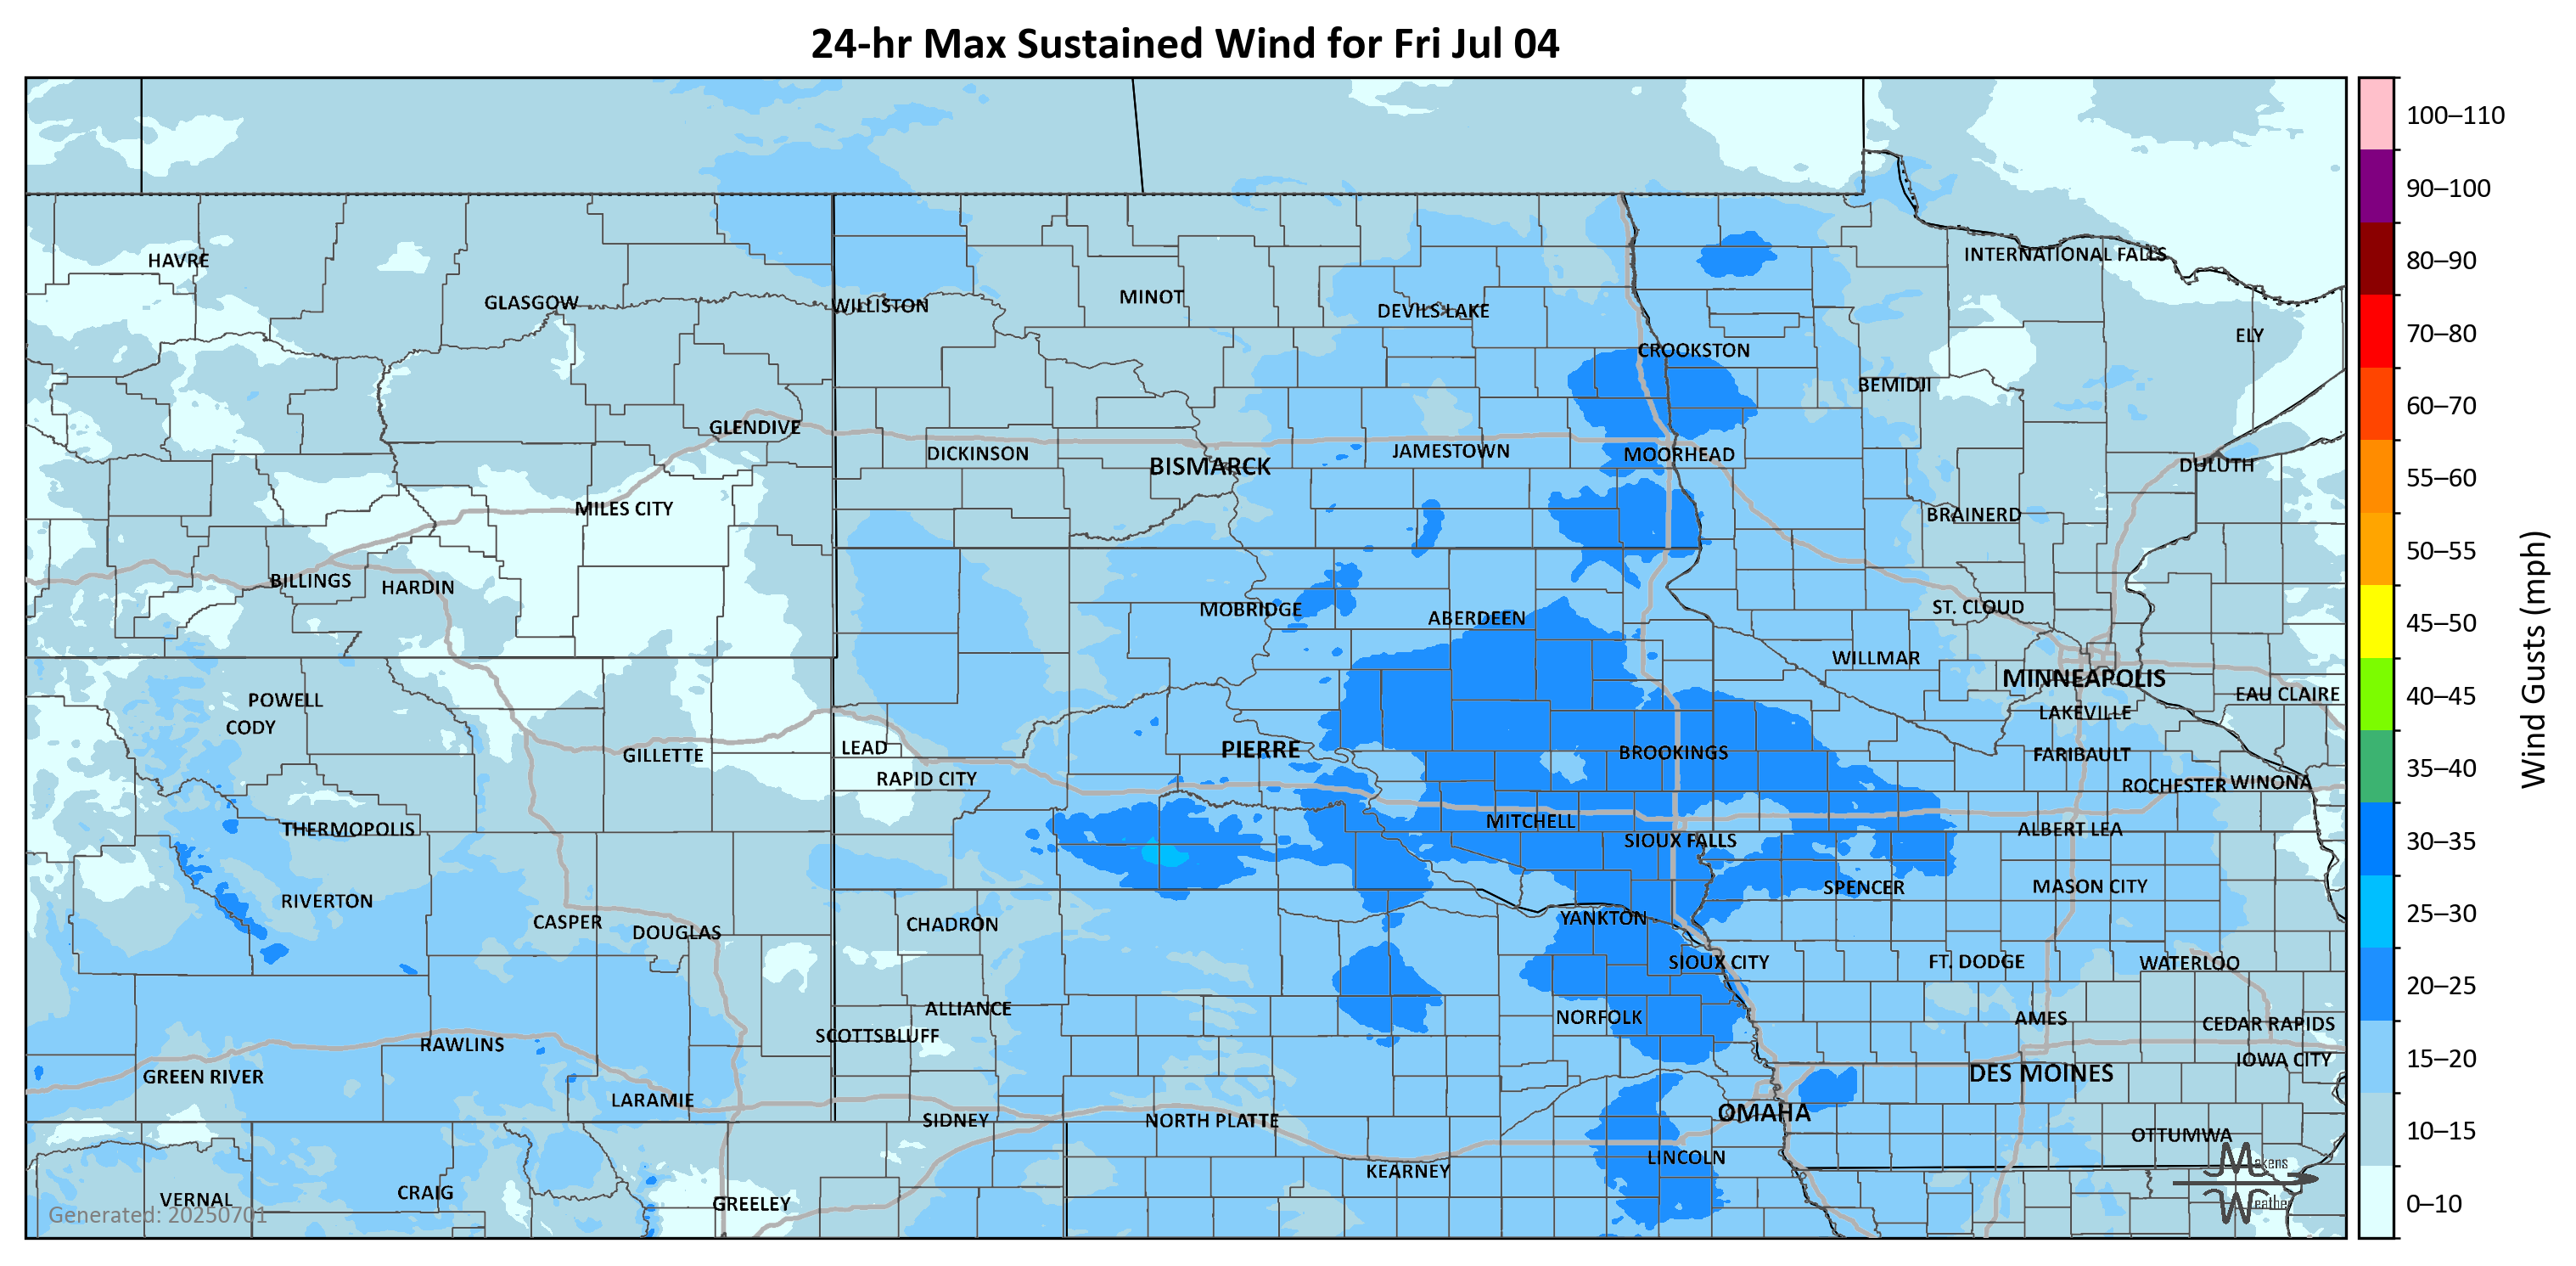 24-hr Max Sustained Wind for Fri Jul 04
100–110
90–100
80–90
70–80
60–70
55–60
50–55
45–50
40–45
35–40
30–35
25–30
20–25
15–20
10–15
0–10
Wind Gusts (mph)
HAVRE
INTERNATIONAL FALLS
GLASGOW
WILLISTON
MINOT
DEVILS LAKE
ELY
CROOKSTON
BEMIDJI
GLENDIVE
DICKINSON
BISMARCK
JAMESTOWN
MOORHEAD
DULUTH
MILES CITY
BRAINERD
BILLINGS
HARDIN
MOBRIDGE
ABERDEEN
ST. CLOUD
WILLMAR
MINNEAPOLIS
POWELL
EAU CLAIRE
CODY
LAKEVILLE
GILLETTE
LEAD
PIERRE
BROOKINGS
FARIBAULT
RAPID CITY
ROCHESTER
WINONA
THERMOPOLIS
MITCHELL
SIOUX FALLS
ALBERT LEA
RIVERTON
SPENCER
MASON CITY
CASPER
DOUGLAS
CHADRON
YANKTON
SIOUX CITY
FT. DODGE
WATERLOO
ALLIANCE
NORFOLK
AMES
CEDAR RAPIDS
SCOTTSBLUFF
RAWLINS
IOWA CITY
GREEN RIVER
DES MOINES
LARAMIE
SIDNEY
NORTH PLATTE
OMAHA
OTTUMWA
LINCOLN
KEARNEY
VERNAL
CRAIG
GREELEY
Makens
Weather
Generated: 20250701